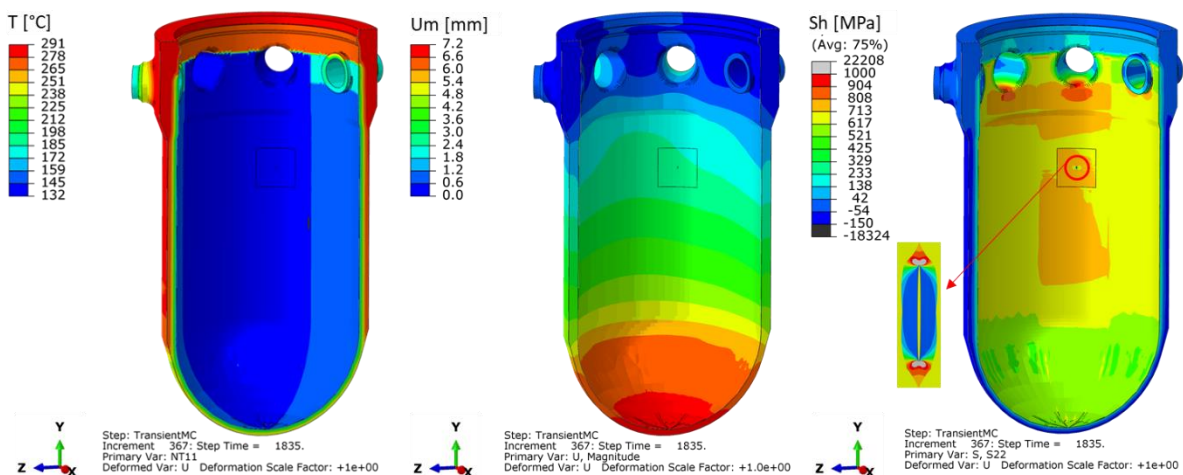 T [°C]
291
278
265
251
238
225
212
198
185
172
159
145
132
Y
Z
X
Step: TransientMC
Increment 367: Step Time = 1835.
Primary Var: NT11
Deformed Var: U Deformation Scale Factor: +1e+00
Um [mm]
7.2
6.6
6.0
5.4
4.8
4.2
3.6
3.0
2.4
1.8
1.2
0.6
0.0
Y
Z
X
Step: TransientMC
Increment 367: Step Time = 1835.
Primary Var: U, Magnitude
Deformed Var: U Deformation Scale Factor: +1.0e+00
Sh [MPa]
(Avg: 75%)
22208
1000
904
808
713
617
521
425
329
233
138
42
-54
-150
-18324
Y
Z
X
Step: TransientMC
Increment 367: Step Time = 1835.
Primary Var: S, S22
Deformed Var: U Deformation Scale Factor: +1e+00